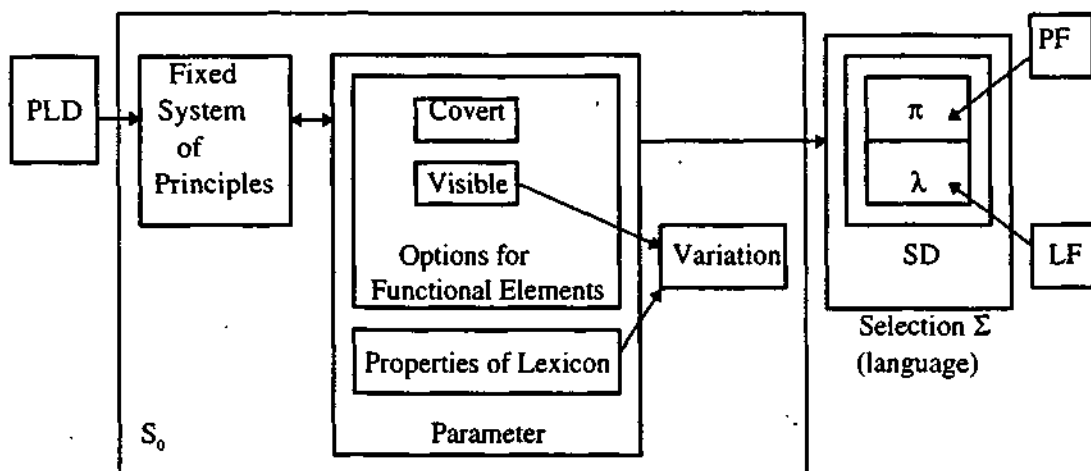 PLD
Fixed
System
of
Principles
Covert
Visible
Options for
Functional Elements
Properties of Lexicon
Parameter
S₀
Variation
π
λ
SD
Selection Σ
(language)
PF
LF